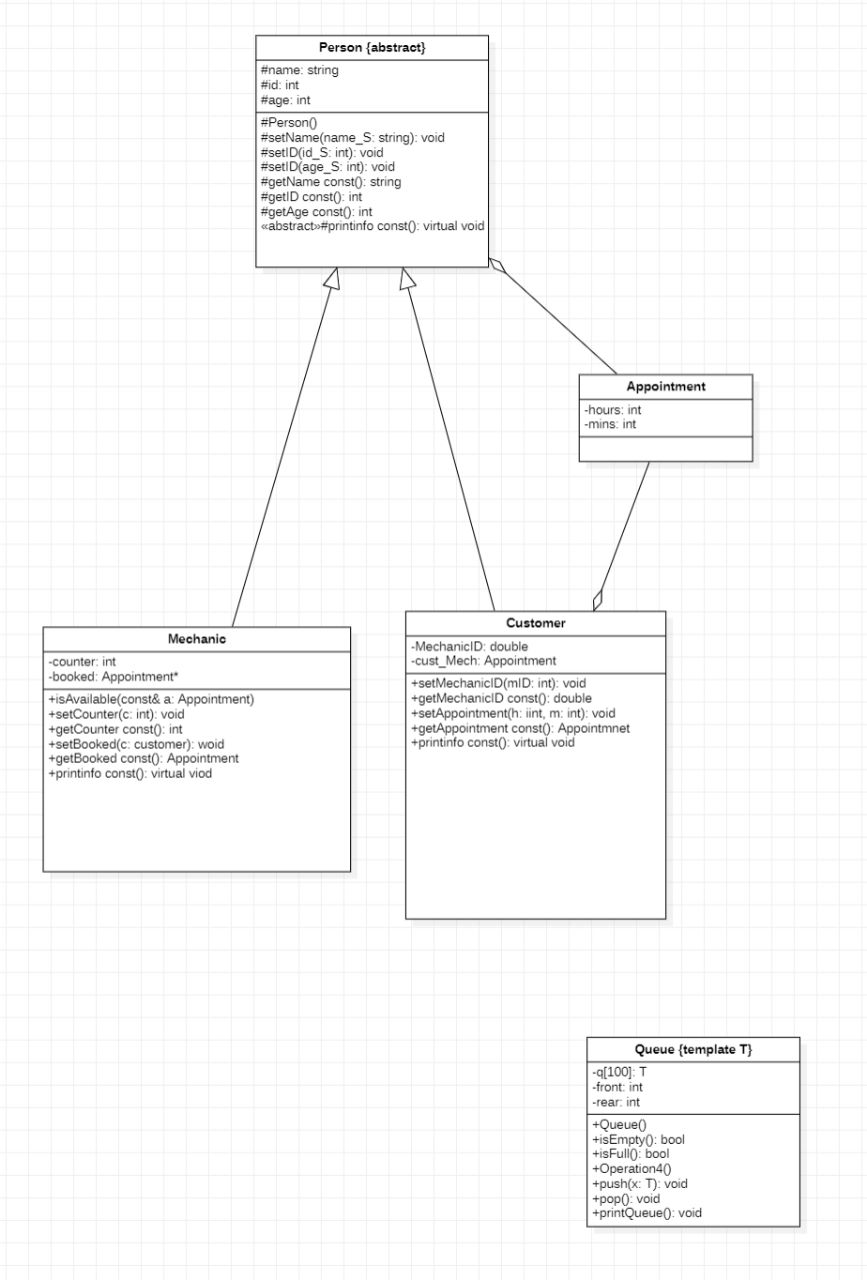 Person {abstract}
#name: string
#id: int
#age: int
#Person()
#setName(name_S: string): void
#setID(id_S: int): void
#setID(age_S: int): void
#getName const(): string
#getID const(): int
#getAge const(): int
«abstract»#printinfo const(): virtual void
Appointment
-hours: int
-mins: int
Mechanic
-counter: int
-booked: Appointment*
+isAvailable(const& a: Appointment)
+setCounter(c: int): void
+getCounter const(): int
+setBooked(c: customer): woid
+getBooked const(): Appointment
+printinfo const(): virtual viod
Customer
-MechanicID: double
-cust_Mech: Appointment
+setMechanicID(mID: int): void
+getMechanicID const(): double
+setAppointment(h: iint, m: int): void
+getAppointment const(): Appointmnet
+printinfo const(): virtual void
Queue {template T}
-q[100]: T
-front: int
-rear: int
+Queue()
+isEmpty(): bool
+isFull(): bool
+Operation4()
+push(x: T): void
+pop(): void
+printQueue(): void